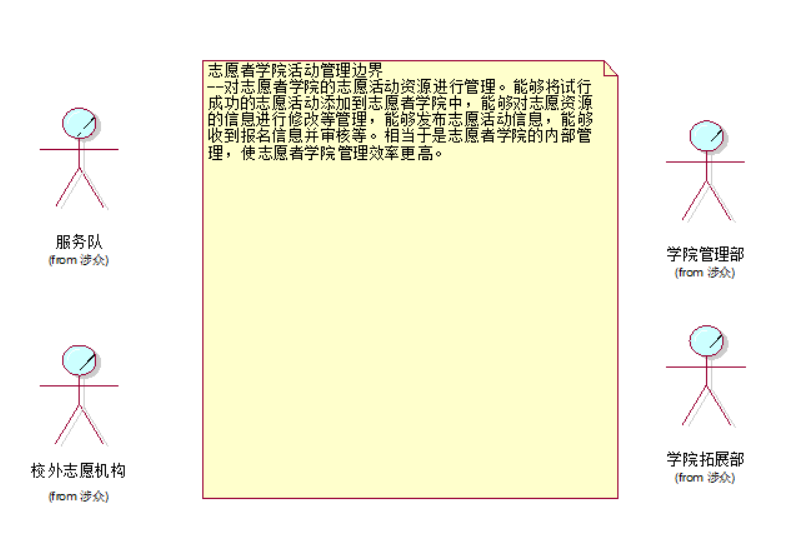 志愿者学院活动管理边界
--对志愿者学院的志愿活动资源进行管理。能够将试行
成功的志愿活动添加到志愿者学院中，能够对志愿资源
的信息进行修改等管理，能够发布志愿活动信息，能够
收到报名信息并审核等。相当于是志愿者学院的内部管
理，使志愿者学院管理效率更高。
服务队
(from 涉众)
学院管理部
(from 涉众)
校外志愿机构
(from 涉众)
学院拓展部
(from 涉众)